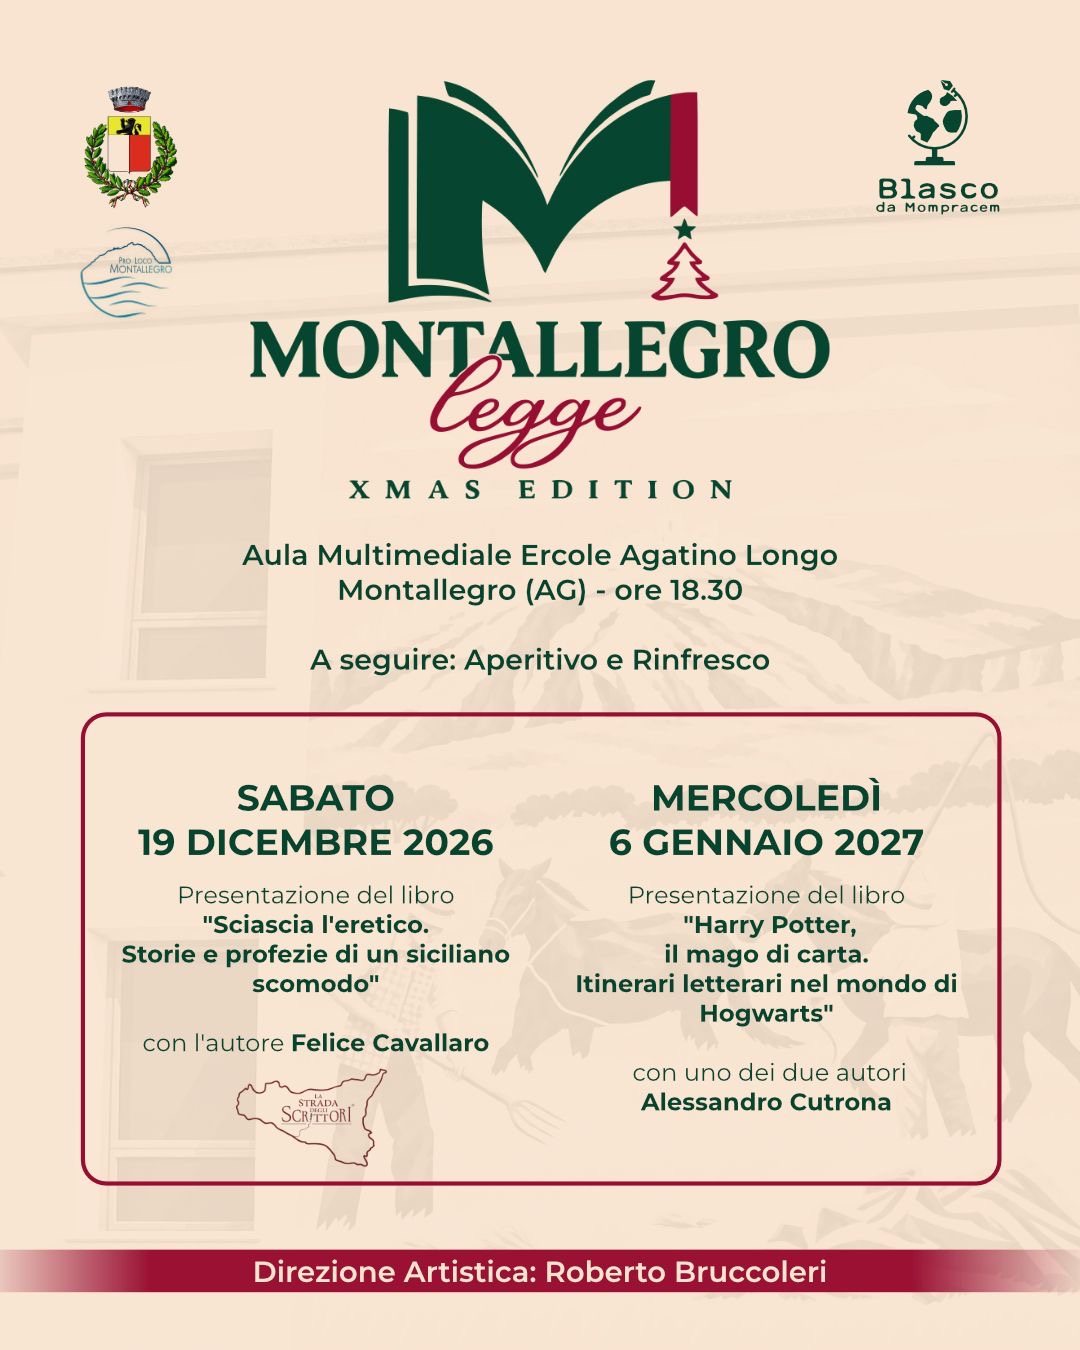 PRO LOCO
MONTALLEGRO
Blasco
da Mompracem
MONTALLEGRO
legge
XMAS EDITION
Aula Multimediale Ercole Agatino Longo
Montallegro (AG) - ore 18.30
A seguire: Aperitivo e Rinfresco
SABATO
19 DICEMBRE 2026
Presentazione del libro
"Sciascia l'eretico.
Storie e profezie di un siciliano
scomodo"
con l'autore Felice Cavallaro
LA
STRADA
DEGLI
SCRITTORI
MERCOLEDÌ
6 GENNAIO 2027
Presentazione del libro
"Harry Potter,
il mago di carta.
Itinerari letterari nel mondo di
Hogwarts"
con uno dei due autori
Alessandro Cutrona
Direzione Artistica: Roberto Bruccoleri